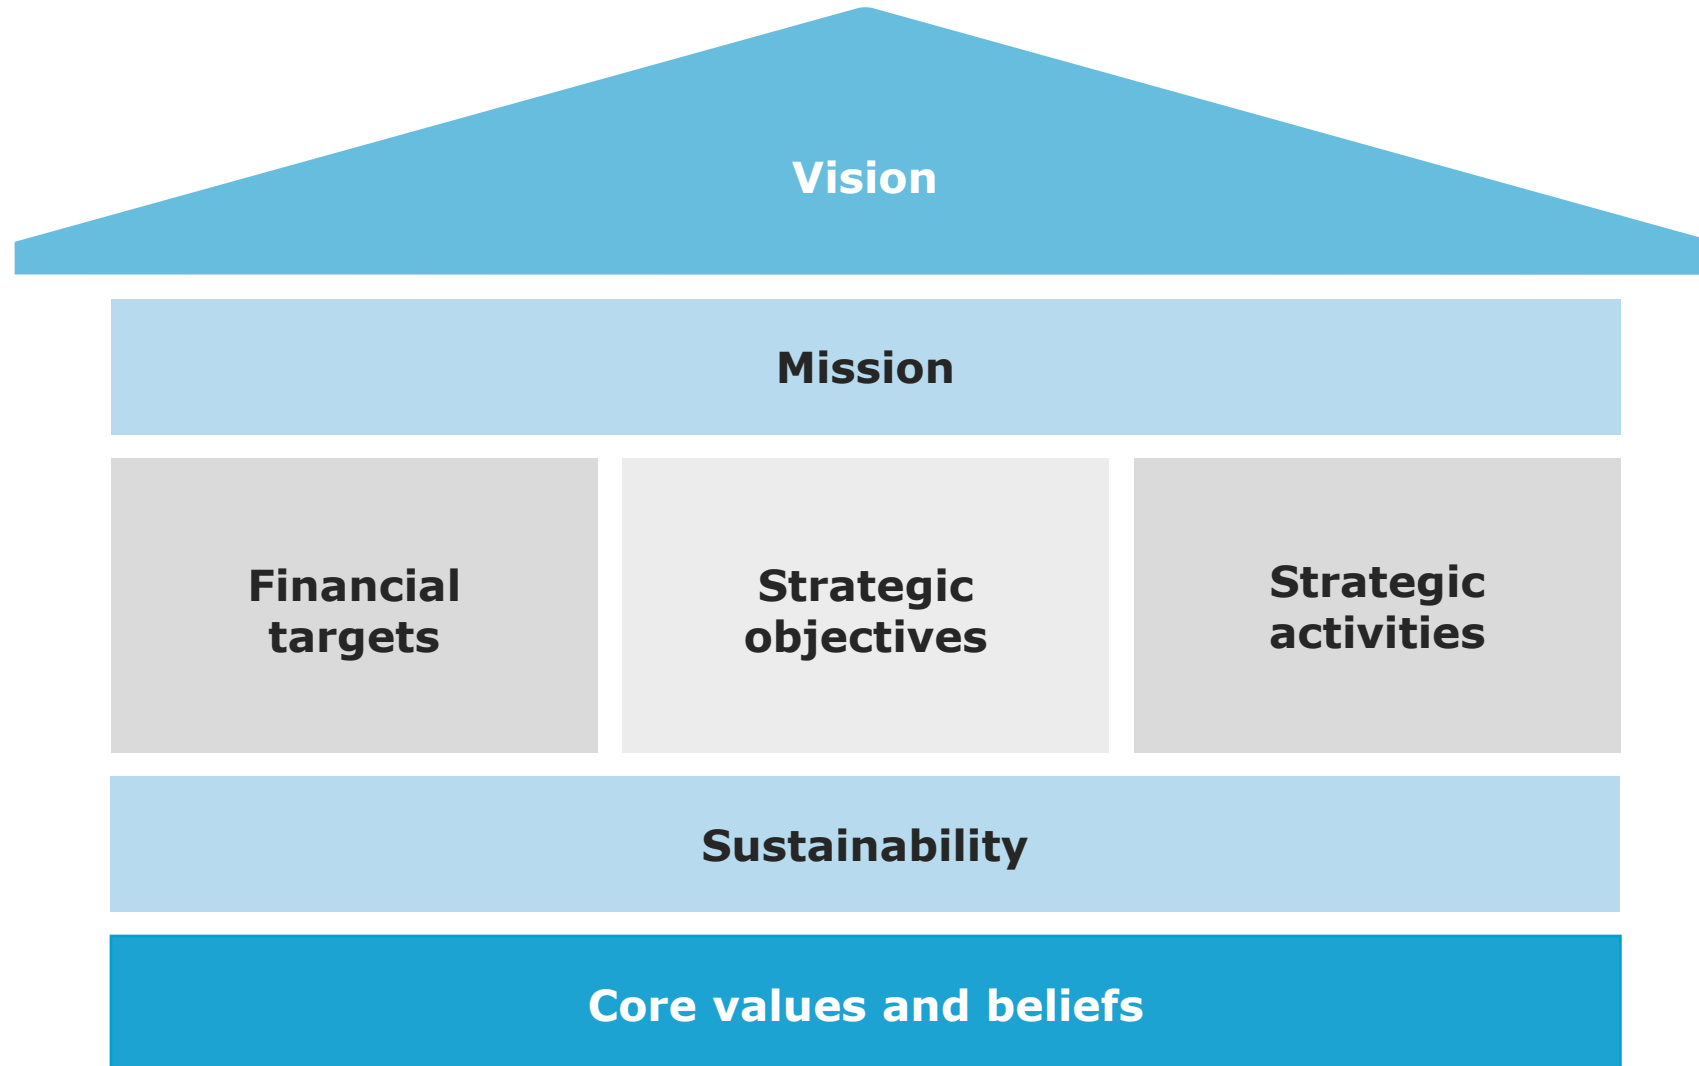 Vision
Mission
Financial
targets
Strategic
objectives
Strategic
activities
Sustainability
Core values and beliefs